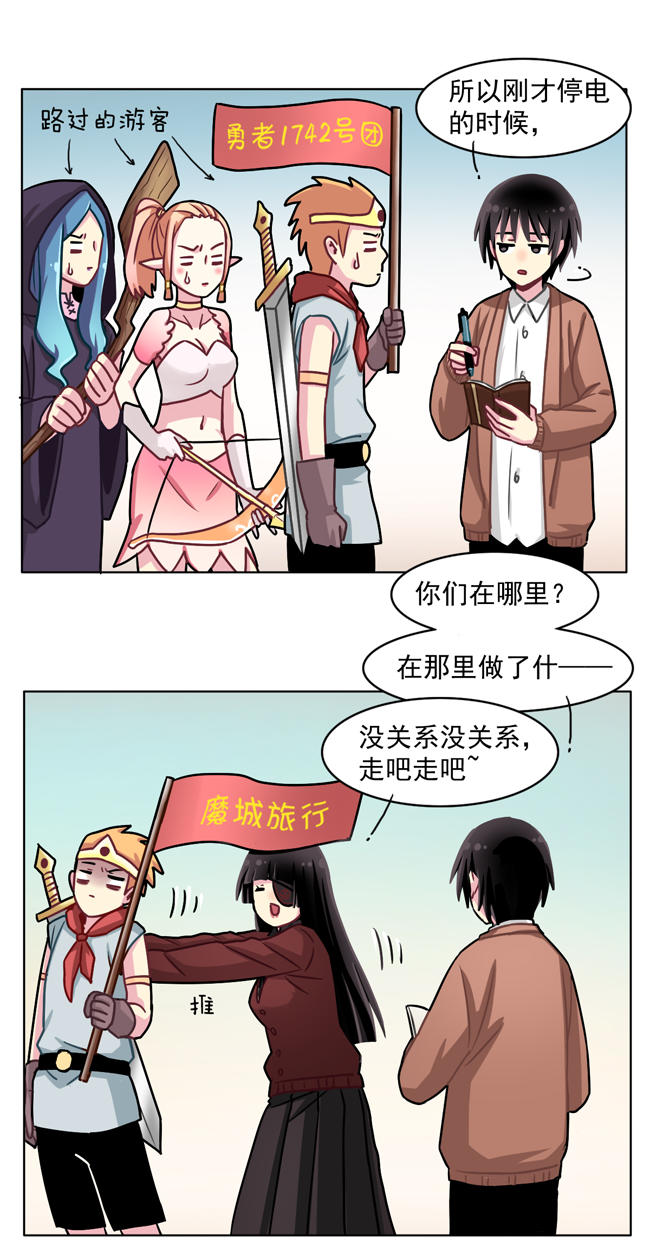 所以刚才停电
的时候，
路过的游客
勇者1742号团
你们在哪里？
在那里做了什——
没关系没关系，
走吧走吧~
魔城旅行
推